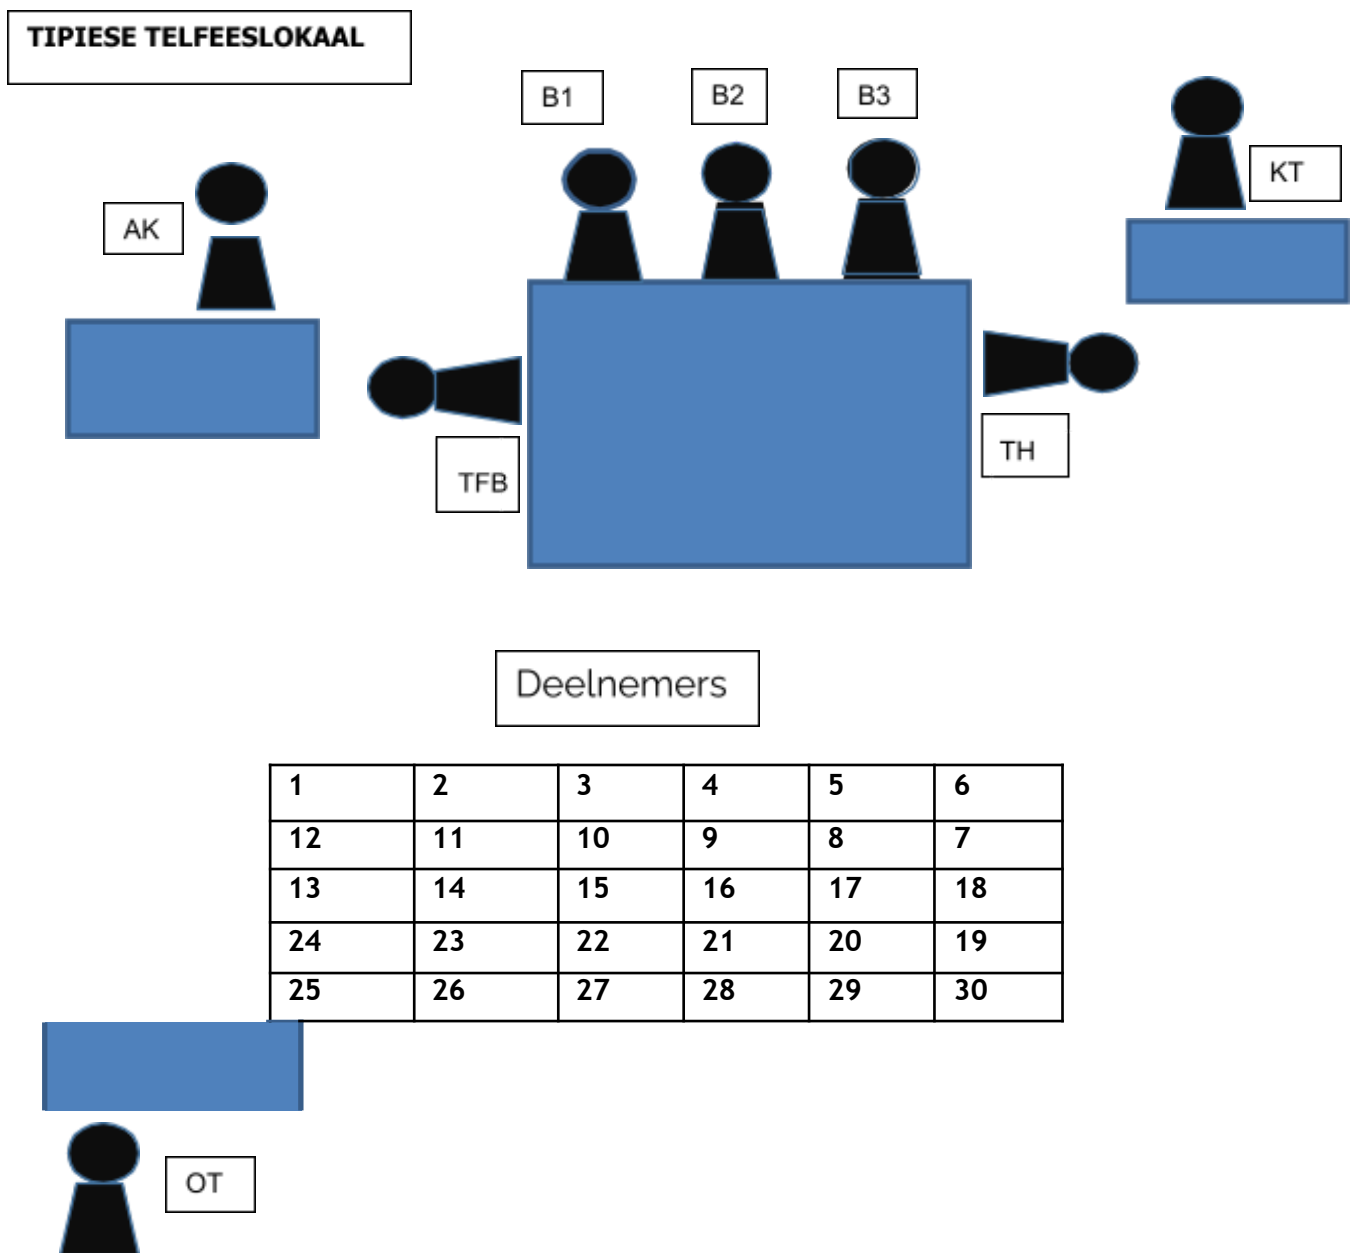 TIPIESE TELFEESLOKAAL
B1 B2 B3
KT
AK
TFB
TH
Deelnemers
1 2 3 4 5 6
12 11 10 9 8 7
13 14 15 16 17 18
24 23 22 21 20 19
25 26 27 28 29 30
OT